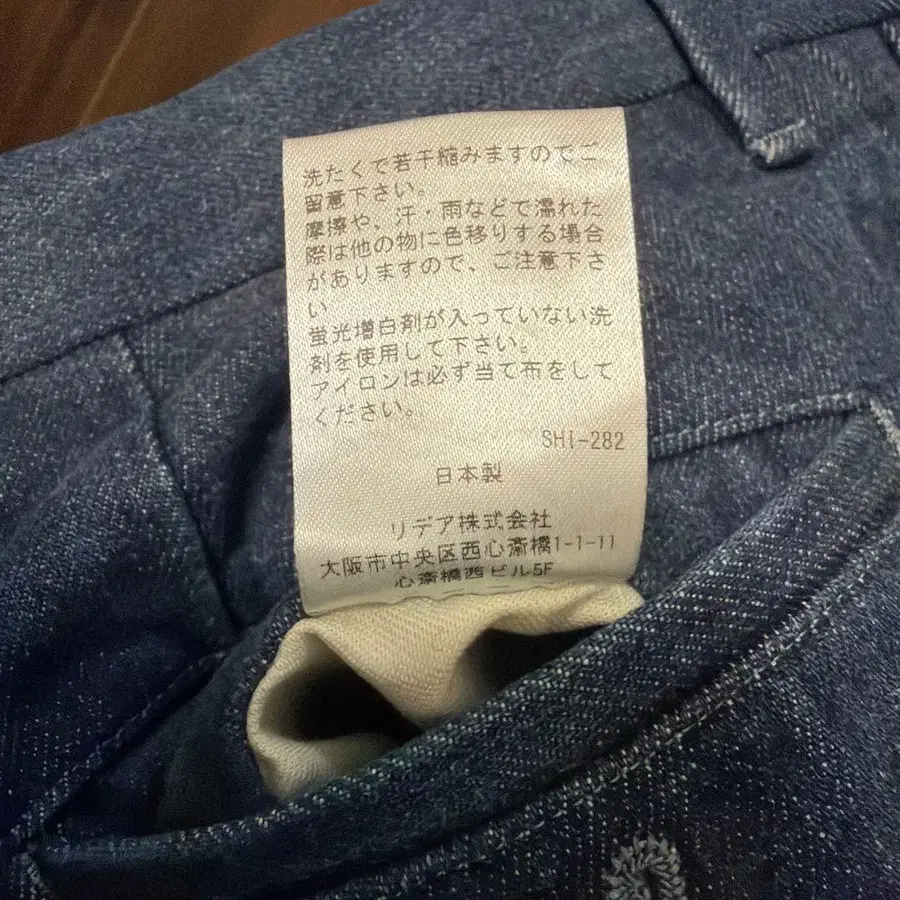 洗たくで若干縮みますのでご
留意下さい。
摩擦や、汗・雨などで濡れた
際は他の物に色移りする場合
がありますので、ご注意下さ
い
蛍光増白剤が入っていない洗
剤を使用して下さい。
アイロンは必ず当て布をして
ください。
SHI-282
日本製
リデア株式会社
大阪市中央区西心斎橋1-1-11
心斎橋西ビル5F